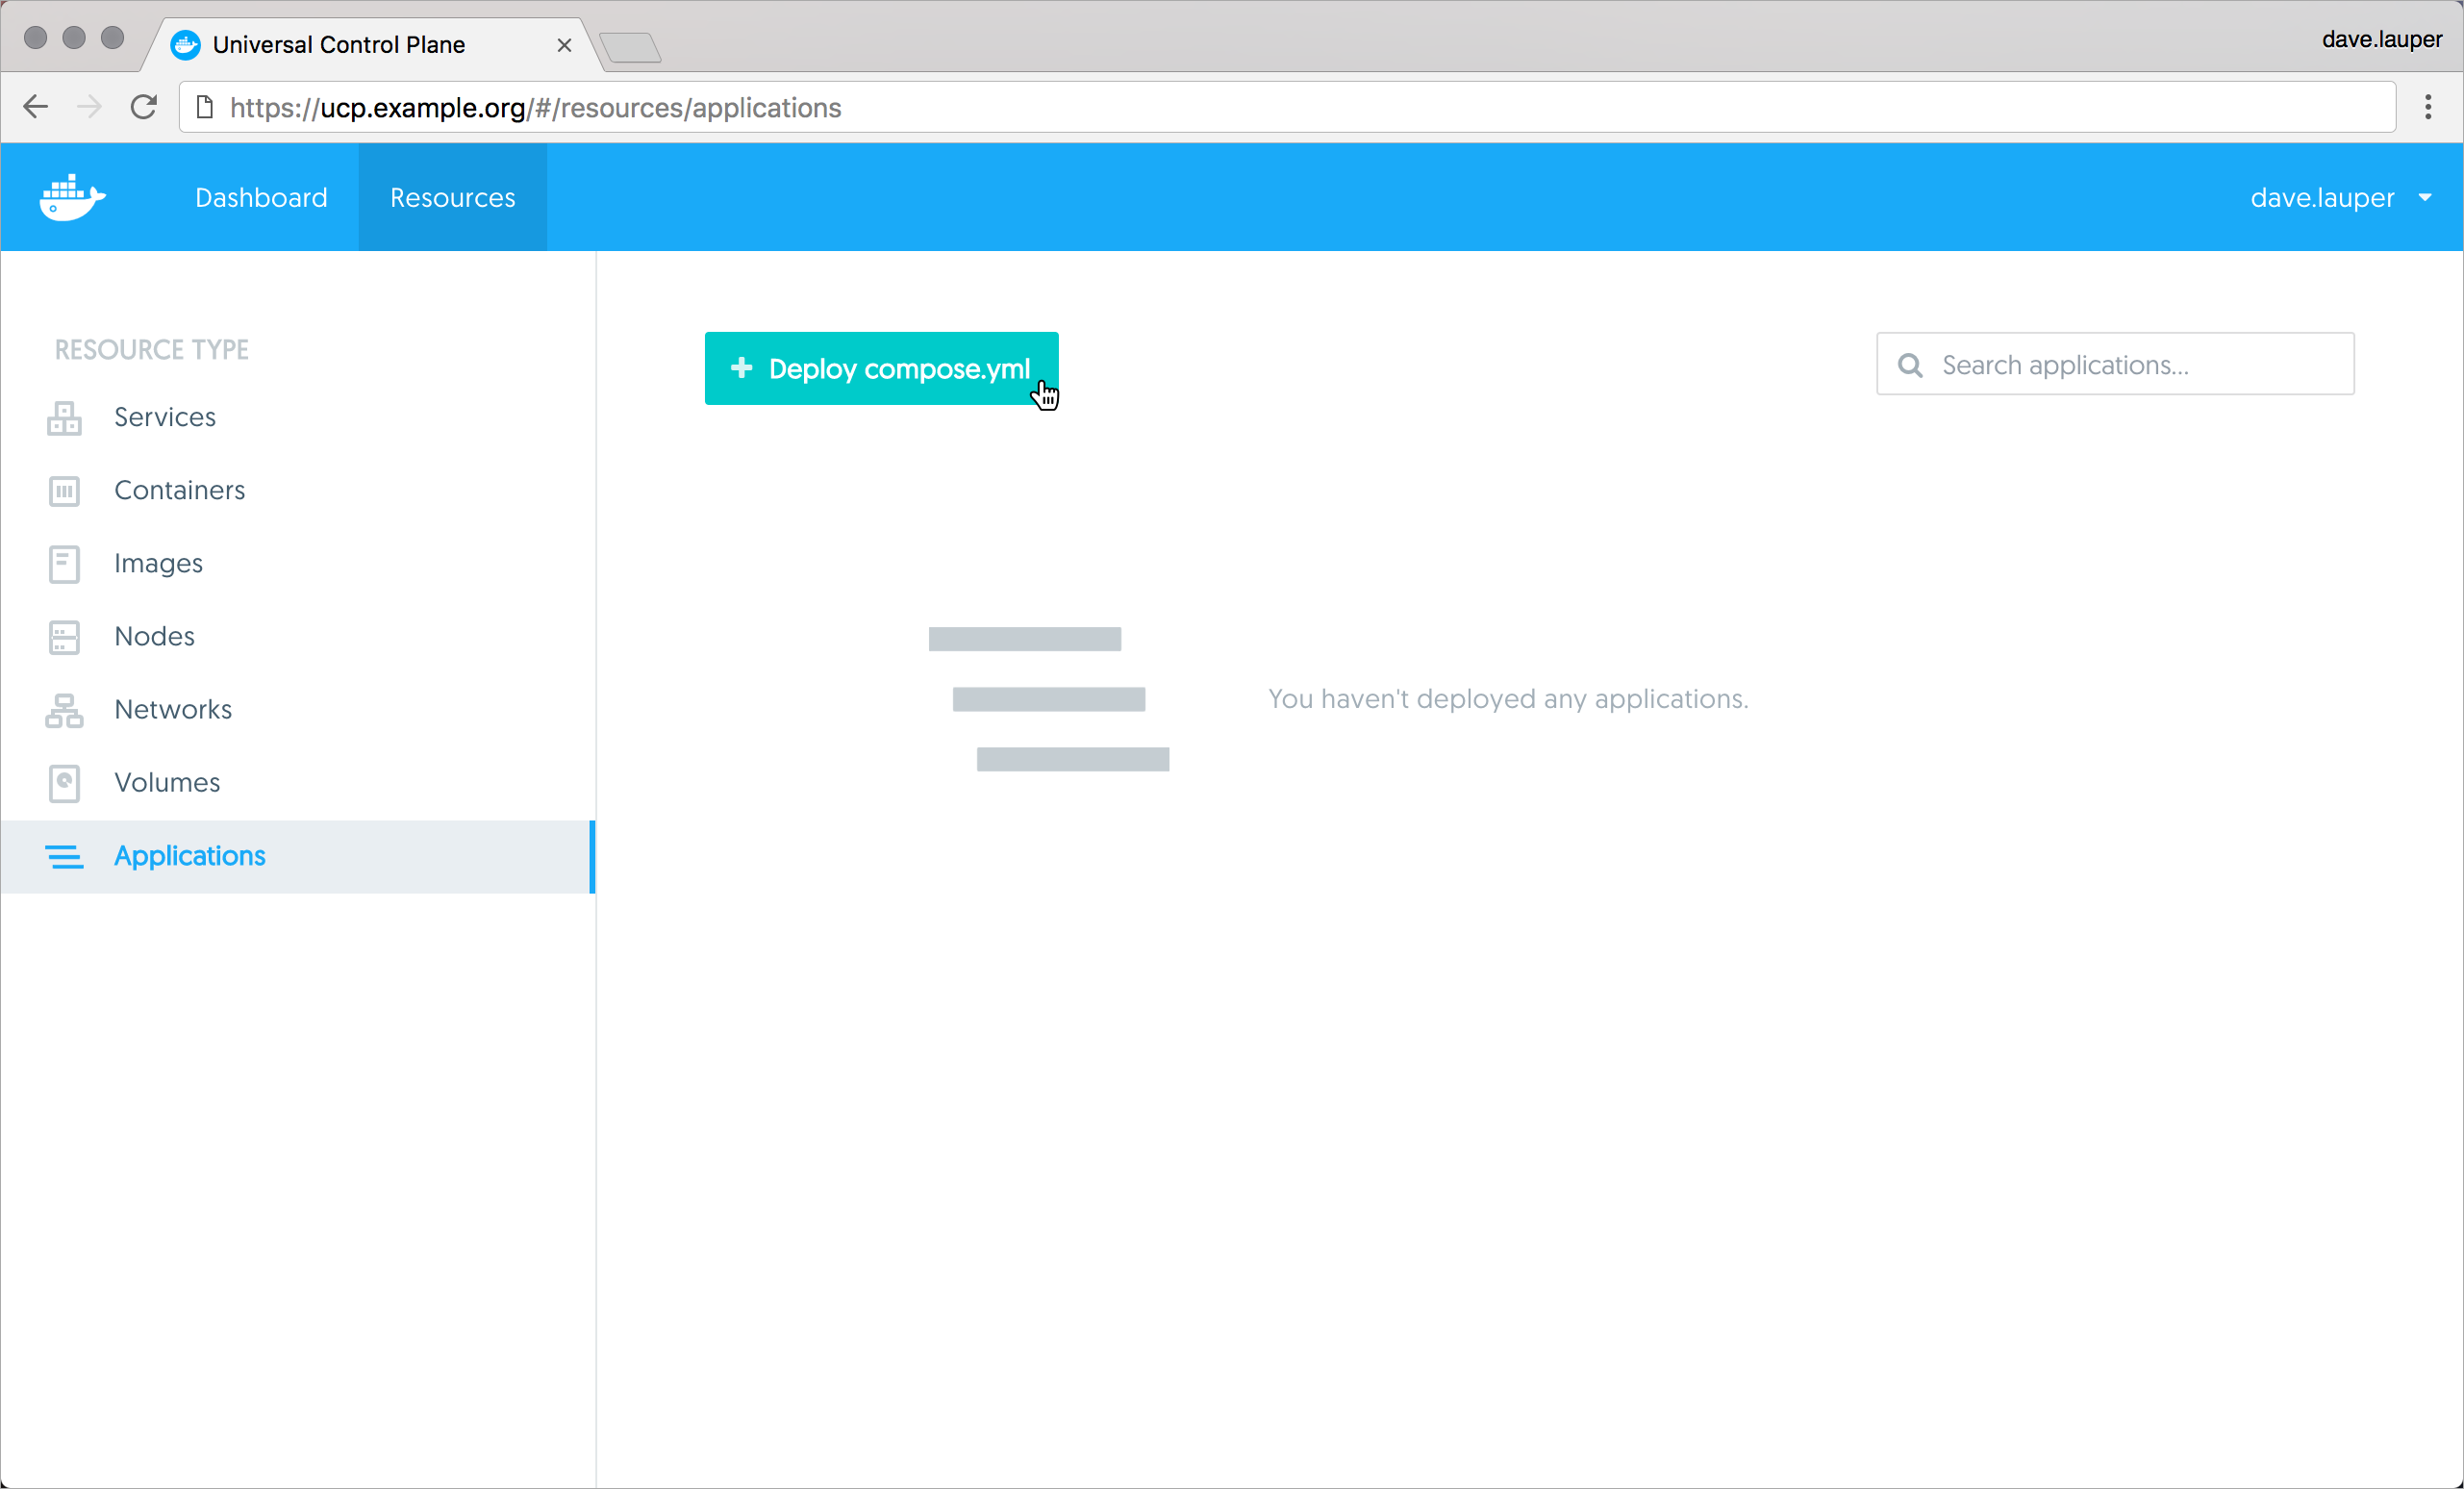 Universal Control Plane
dave.lauper
https://ucp.example.org/#/resources/applications
Dashboard
Resources
dave.lauper
RESOURCE TYPE
Services
Containers
Images
Nodes
Networks
Volumes
Applications
+ Deploy compose.yml
Search applications...
You haven't deployed any applications.